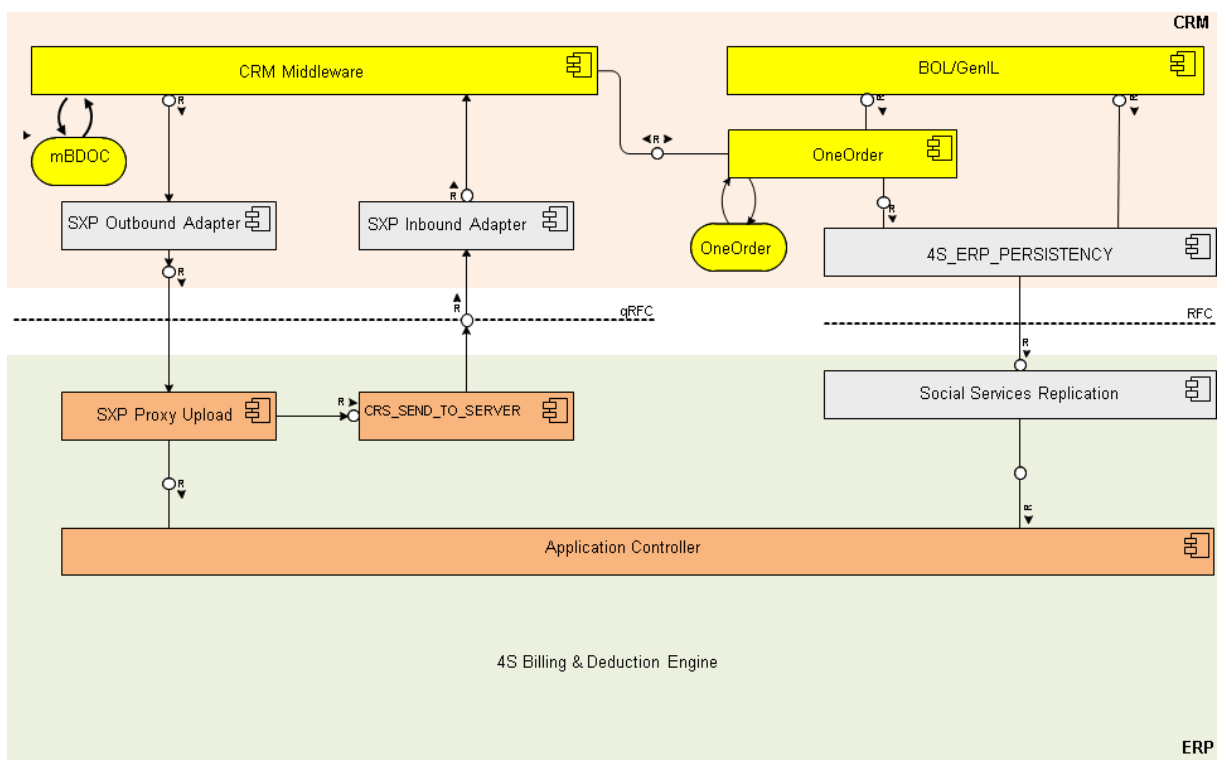 CRM
CRM Middleware
BOL/GenIL
R
R
R
mBDOC
R
OneOrder
R
R
SXP Outbound Adapter
SXP Inbound Adapter
OneOrder
4S_ERP_PERSISTENCY
R
R
qRFC
RFC
R
Social Services Replication
SXP Proxy Upload
R
CRS_SEND_TO_SERVER
R
R
Application Controller
4S Billing & Deduction Engine
ERP